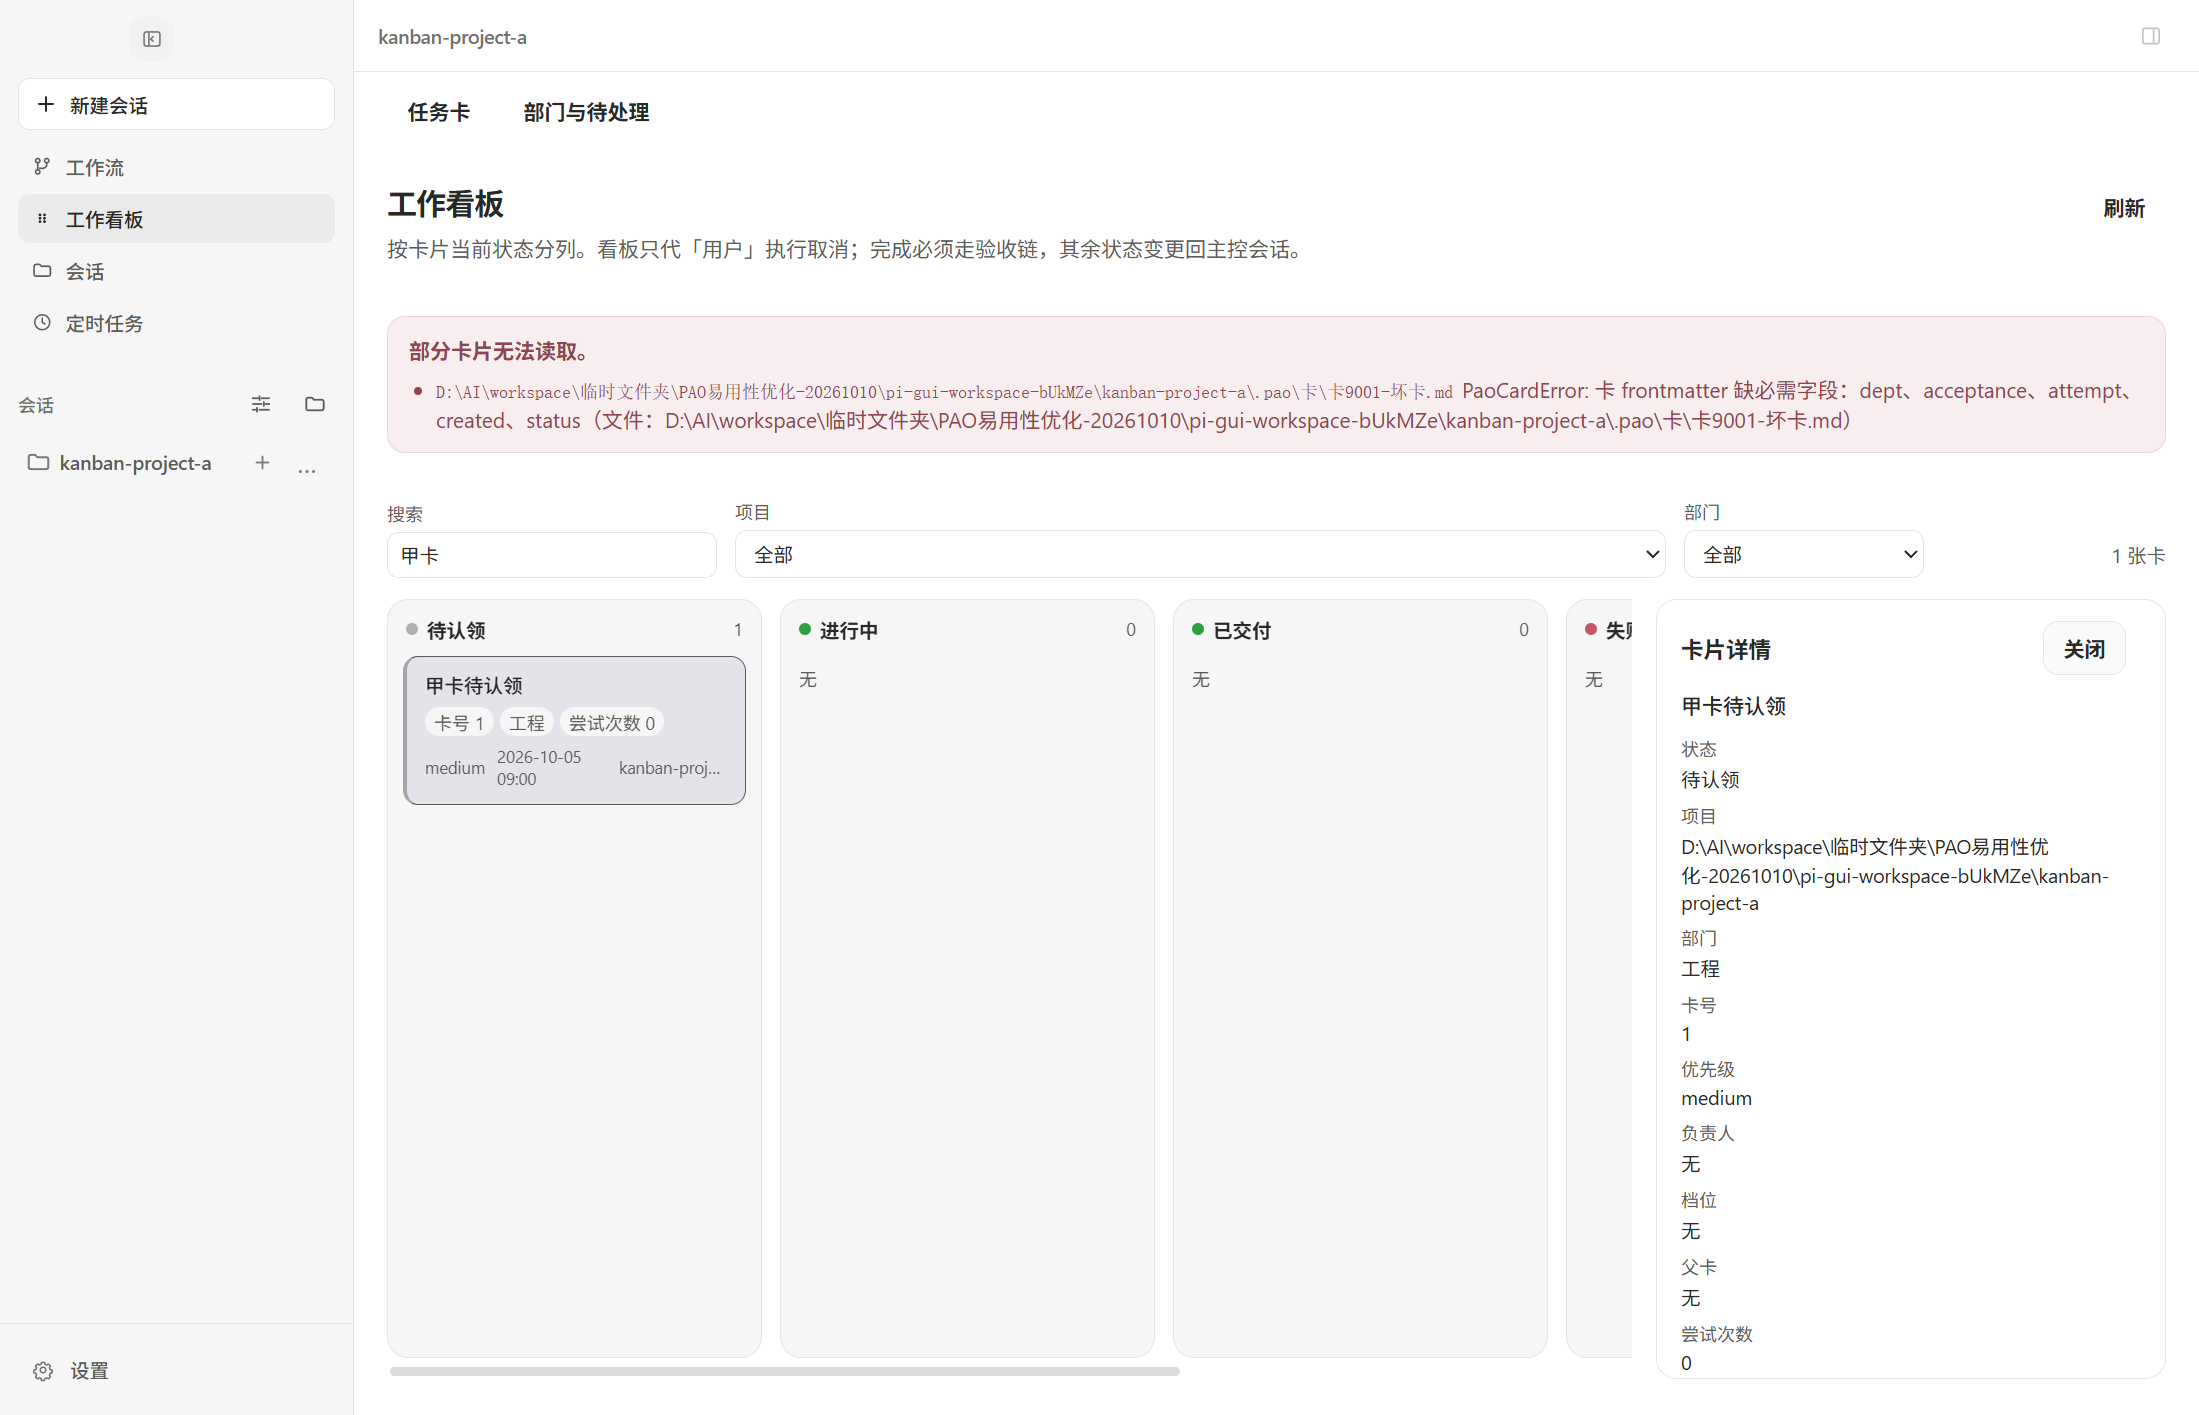 新建会话
工作流
工作看板
会话
定时任务
会话
kanban-project-a
...
设置
kanban-project-a
任务卡
部门与待处理
工作看板
刷新
按卡片当前状态分列。看板只代「用户」执行取消；完成必须走验收链，其余状态变更回主控会话。
部分卡片无法读取。
D:\AI\workspace\临时文件夹\PAO易用性优化-20261010\pi-gui-workspace-bUkMZe\kanban-project-a\.pao\卡\卡9001-坏卡.md PaoCardError: 卡 frontmatter 缺必需字段：dept、acceptance、attempt、
created、status（文件：D:\AI\workspace\临时文件夹\PAO易用性优化-20261010\pi-gui-workspace-bUkMZe\kanban-project-a\.pao\卡\卡9001-坏卡.md）
搜索
甲卡
项目
全部
部门
全部
1 张卡
待认领
1
甲卡待认领
卡号 1
工程
尝试次数 0
medium
2026-10-05
09:00
kanban-proj...
进行中
0
无
已交付
0
无
失
无
卡片详情
关闭
甲卡待认领
状态
待认领
项目
D:\AI\workspace\临时文件夹\PAO易用性优
化-20261010\pi-gui-workspace-bUkMZe\kanban-
project-a
部门
工程
卡号
1
优先级
medium
负责人
无
档位
无
父卡
无
尝试次数
0